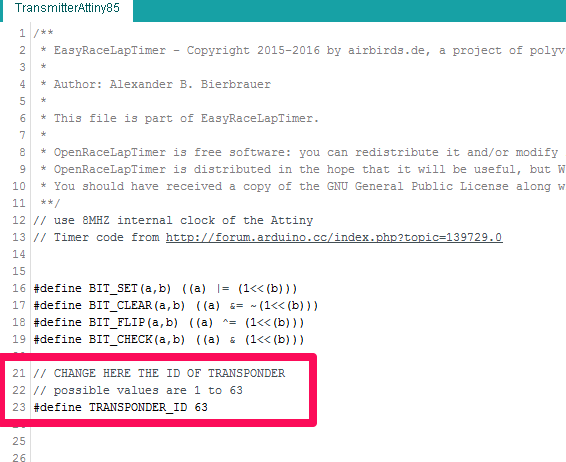 TransmitterAttiny85
1 /**
2 * EasyRaceLapTimer - Copyright 2015-2016 by airbirds.de, a project of polyv
3 *
4 * Author: Alexander B. Bierbrauer
5 *
6 * This file is part of EasyRaceLapTimer.
7 *
8 * OpenRaceLapTimer is free software: you can redistribute it and/or modify
9 * OpenRaceLapTimer is distributed in the hope that it will be useful, but W
10 * You should have received a copy of the GNU General Public License along w
11 **/
12 // use 8MHZ internal clock of the Attiny
13 // Timer code from http://forum.arduino.cc/index.php?topic=139729.0
14
15
16 #define BIT_SET(a,b) ((a) |= (1<<(b)))
17 #define BIT_CLEAR(a,b) ((a) &= ~(1<<(b)))
18 #define BIT_FLIP(a,b) ((a) ^= (1<<(b)))
19 #define BIT_CHECK(a,b) ((a) & (1<<(b)))
21 // CHANGE HERE THE ID OF TRANSPONDER
22 // possible values are 1 to 63
23 #define TRANSPONDER_ID 63
25
26